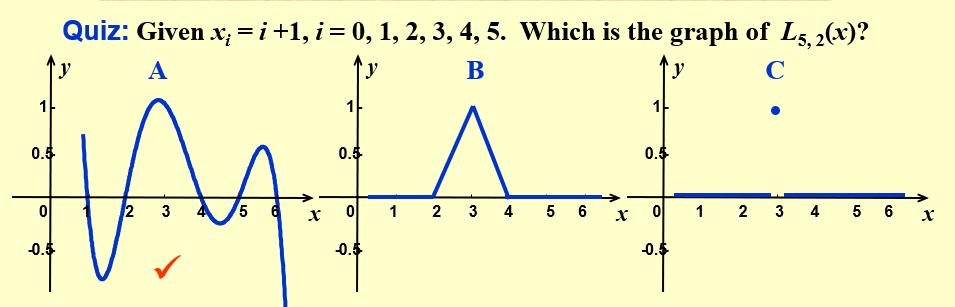 Quiz: Given xᵢ = i +1, i = 0, 1, 2, 3, 4, 5. Which is the graph of L₅, ₂(x)?
y A
1
0.5
0 1 2 3 4 5 6 x
-0.5
y B
1
0.5
0 1 2 3 4 5 6 x
-0.5
y C
1
0.5
0 1 2 3 4 5 6 x
-0.5